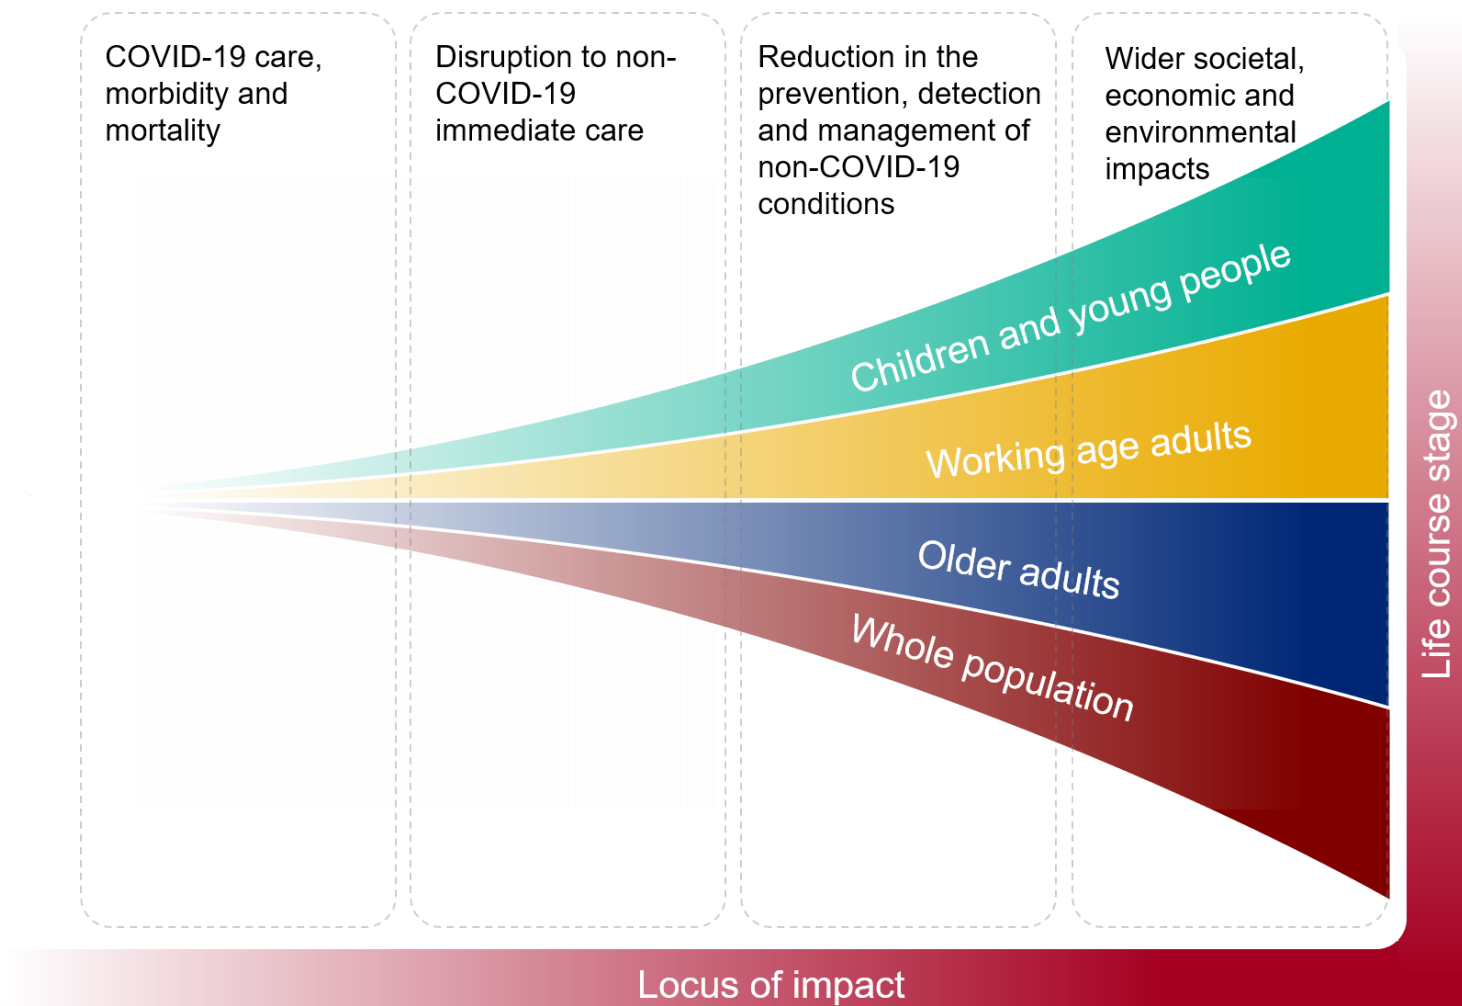 COVID-19 care,
morbidity and
mortality
Disruption to non-
COVID-19
immediate care
Reduction in the
prevention, detection
and management of
non-COVID-19
conditions
Wider societal,
economic and
environmental
impacts
Children and young people
Working age adults
Older adults
Whole population
Life course stage
Locus of impact